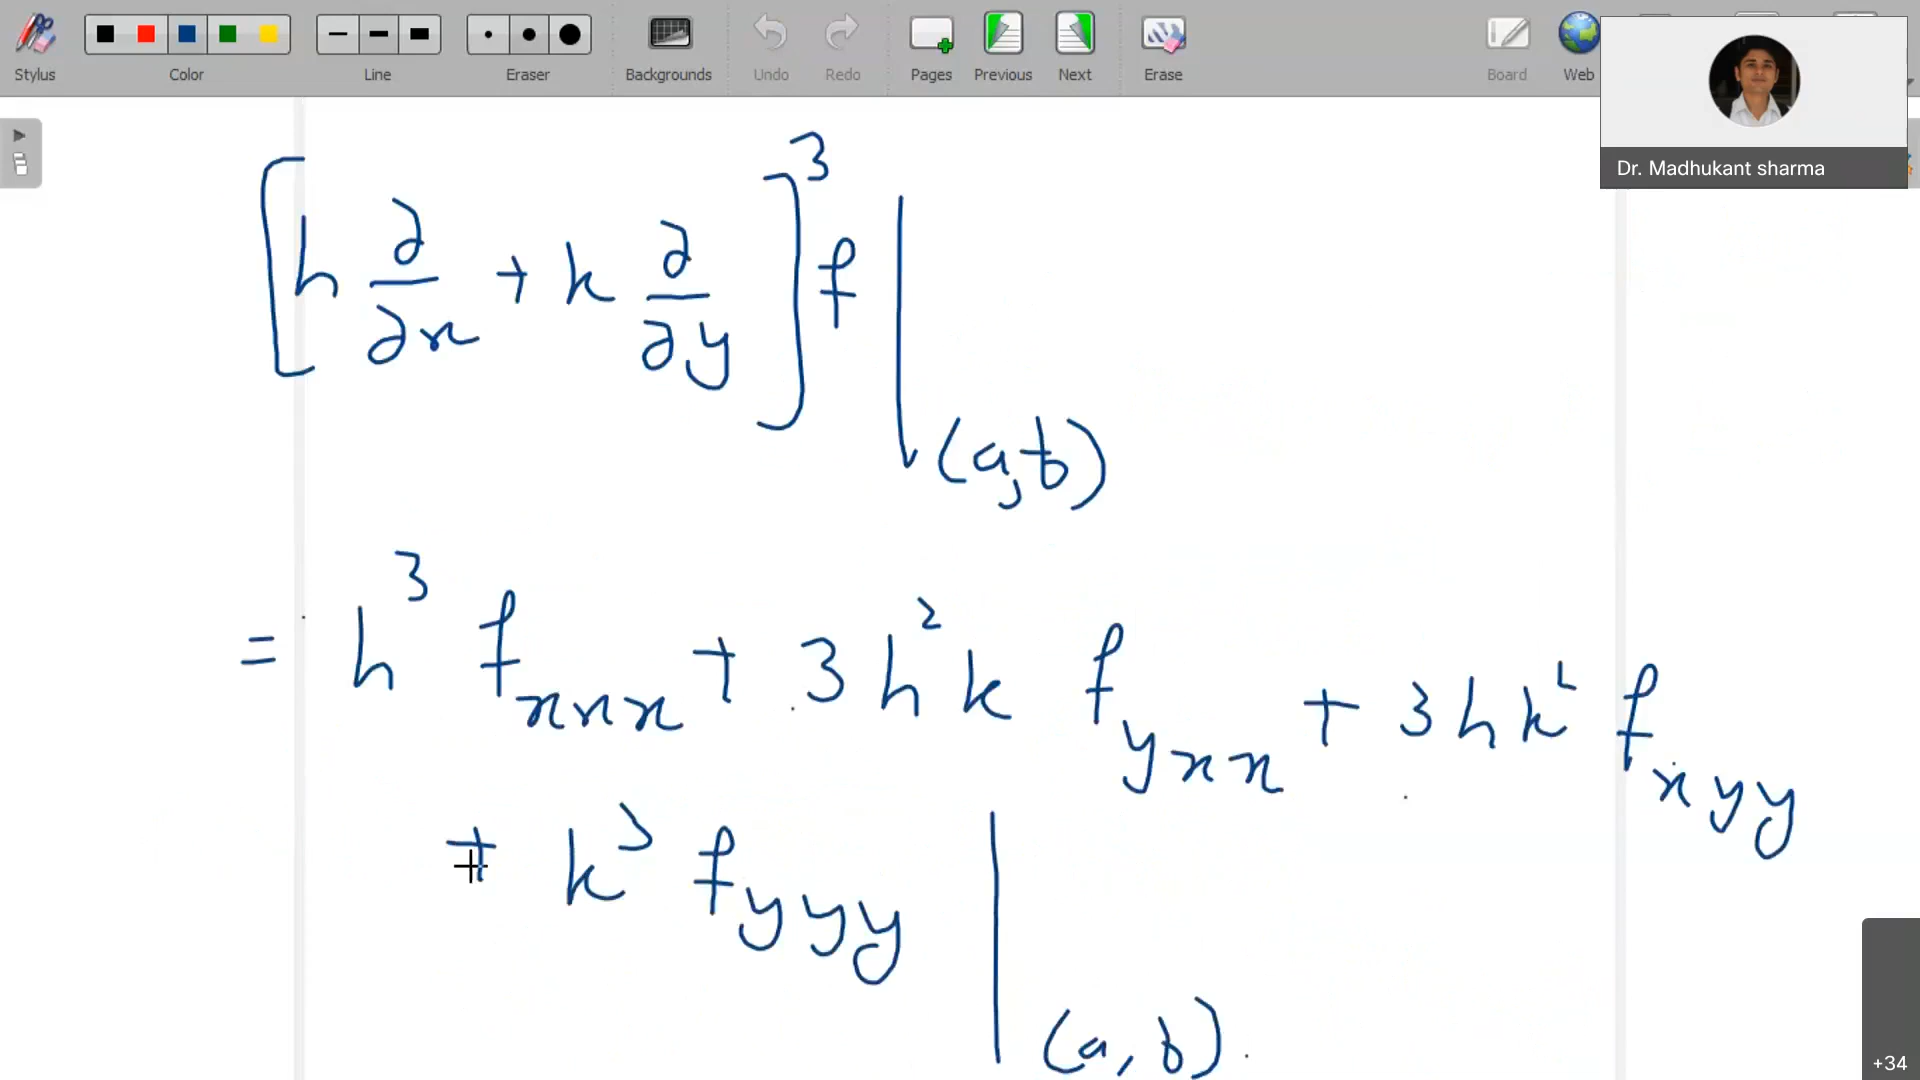 Stylus Color Line Eraser Backgrounds Undo Redo Pages Previous Next Erase Board Web
Dr. Madhukant sharma
[h ∂/∂x + k ∂/∂y]³ f |(a,b)
= h³ f_xxx + 3h²k f_yxx + 3hk² f_xyy
+ k³ f_yyy |(a,b).
+34